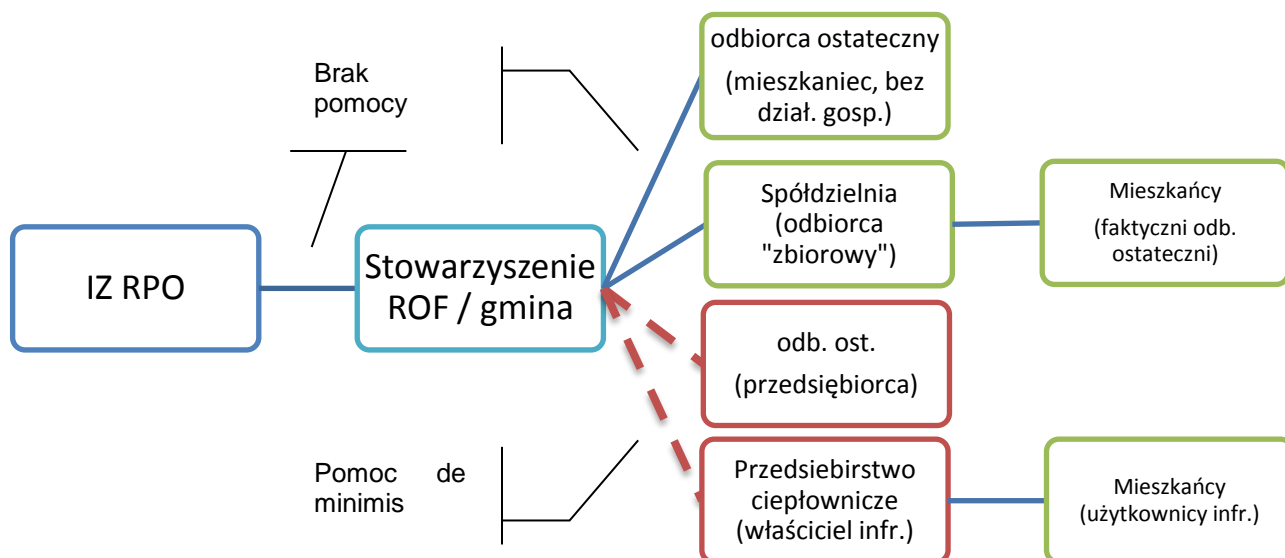 Brak
pomocy
IZ RPO
Stowarzyszenie
ROF / gmina
odbiorca ostateczny
(mieszkaniec, bez
dział. gosp.)
Spółdzielnia
(odbiorca
"zbiorowy")
Mieszkańcy
(faktyczni odb.
ostateczni)
odb. ost.
(przedsiębiorca)
Pomoc de
minimis
Przedsiebirstwo
ciepłownicze
(właściciel infr.)
Mieszkańcy
(użytkownicy infr.)